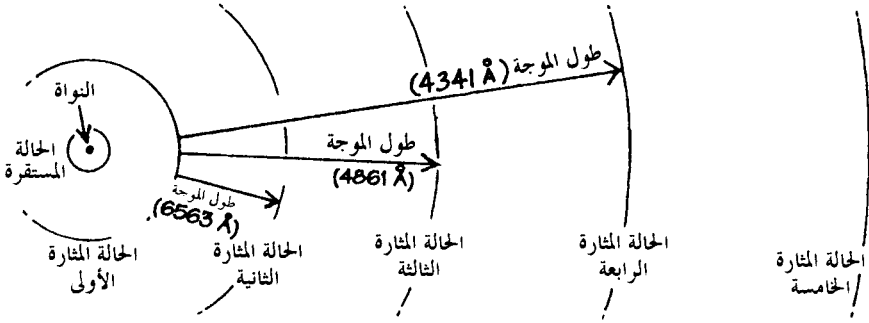 طول الموجة (4341 Å)
النواة
الحالة
المستقرة
طول الموجة
(4861 Å)
طول الموجة
(6563 Å)
الحالة المثارة
الأولى
الحالة المثارة
الثانية
الحالة المثارة
الثالثة
الحالة المثارة
الرابعة
الحالة المثارة
الخامسة